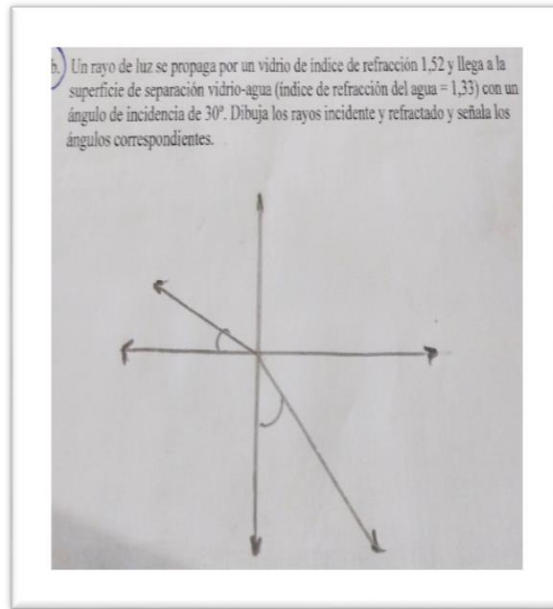 b. Un rayo de luz se propaga por un vidrio de índice de refracción 1,52 y llega a la
superficie de separación vidrio-agua (índice de refracción del agua = 1,33) con un
ángulo de incidencia de 30º. Dibuja los rayos incidente y refractado y señala los
ángulos correspondientes.